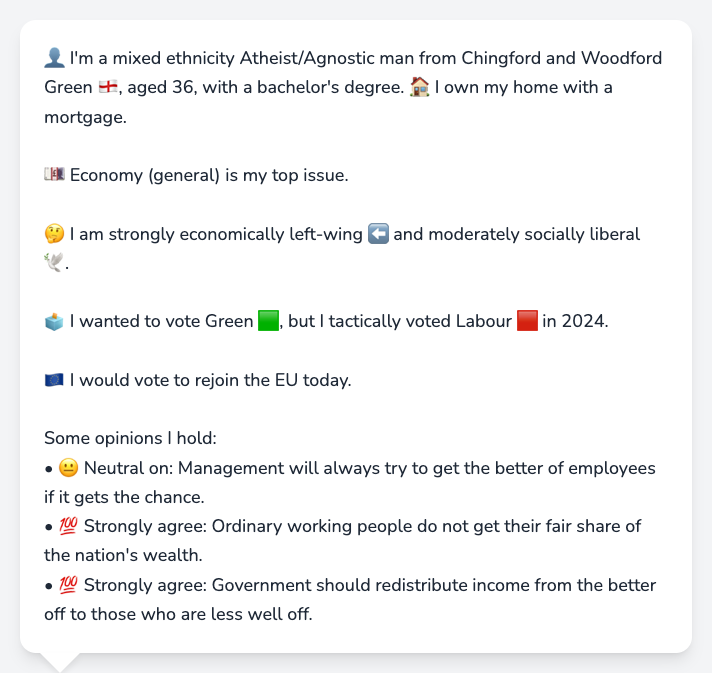 👤 I'm a mixed ethnicity Atheist/Agnostic man from Chingford and Woodford
Green 🏴󠁧󠁢󠁥󠁮󠁧󠁿, aged 36, with a bachelor's degree. 🏠 I own my home with a
mortgage.
💷 Economy (general) is my top issue.
🤔 I am strongly economically left-wing ⬅️ and moderately socially liberal
🕊️.
🗳️ I wanted to vote Green 🟩, but I tactically voted Labour 🟥 in 2024.
🇪🇺 I would vote to rejoin the EU today.
Some opinions I hold:
• 😐 Neutral on: Management will always try to get the better of employees
if it gets the chance.
• 💯 Strongly agree: Ordinary working people do not get their fair share of
the nation's wealth.
• 💯 Strongly agree: Government should redistribute income from the better
off to those who are less well off.